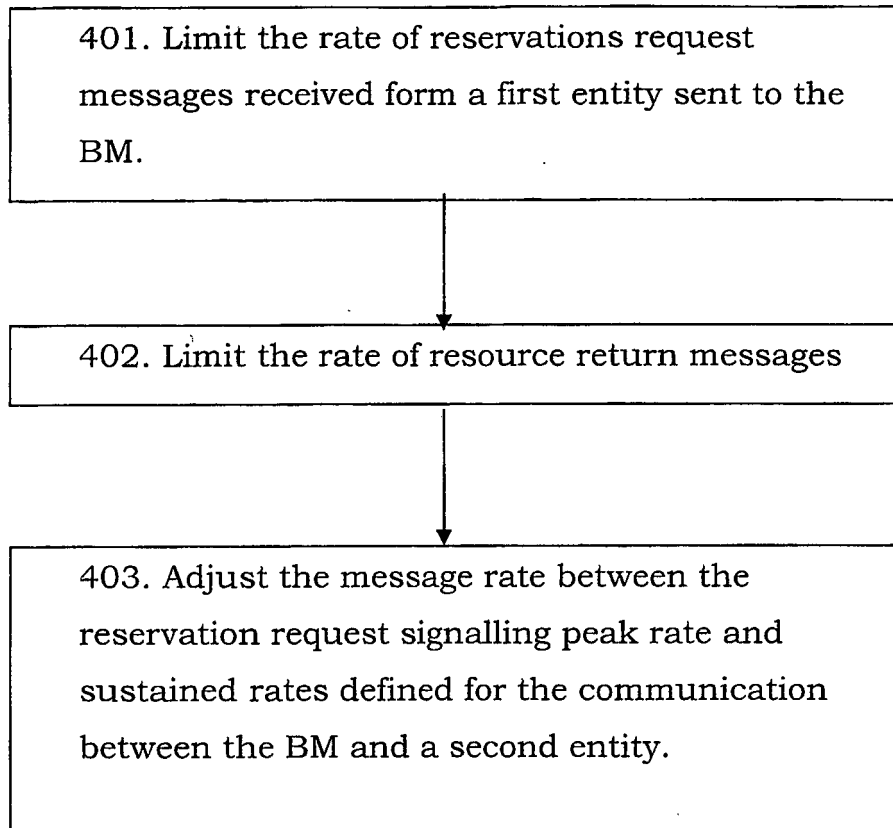 401. Limit the rate of reservations request
messages received form a first entity sent to the
BM.
402. Limit the rate of resource return messages
403. Adjust the message rate between the
reservation request signalling peak rate and
sustained rates defined for the communication
between the BM and a second entity.